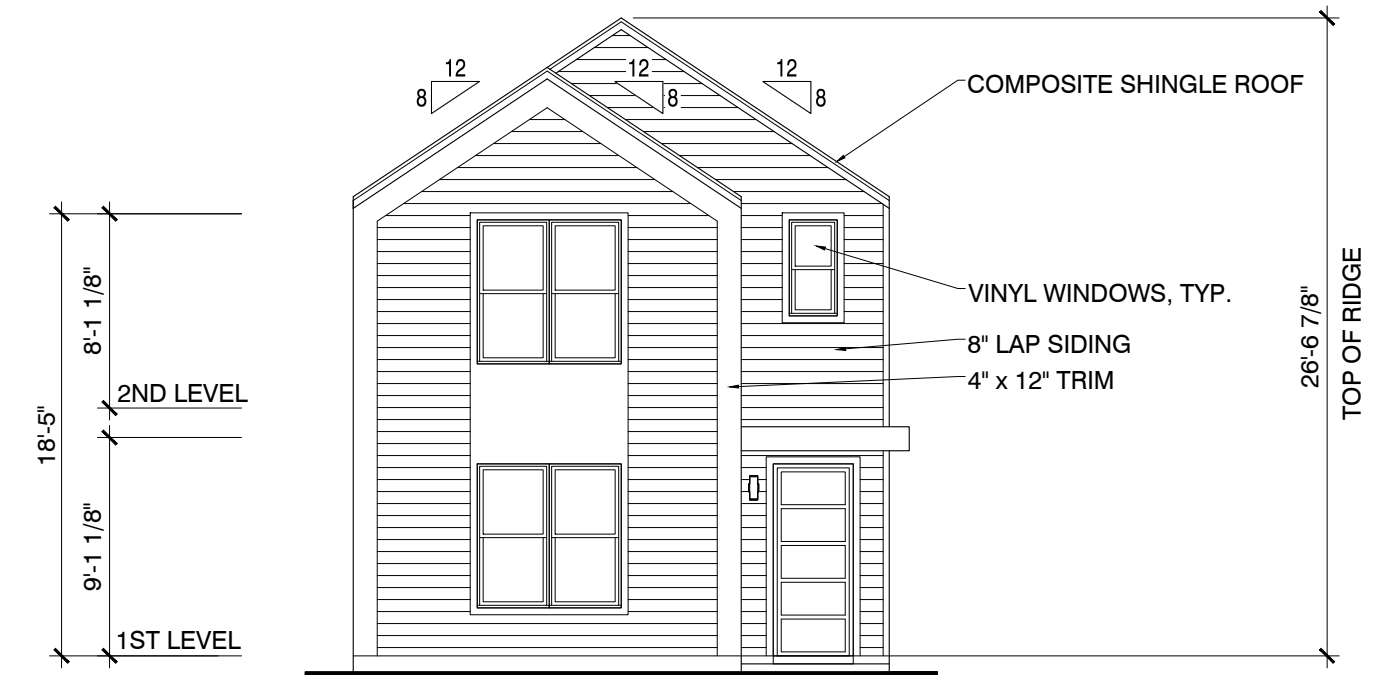 12
8
12
8
12
8
COMPOSITE SHINGLE ROOF
VINYL WINDOWS, TYP.
8" LAP SIDING
4" x 12" TRIM
8'-1 1/8"
2ND LEVEL
18'-5"
9'-1 1/8"
1ST LEVEL
26'-6 7/8"
TOP OF RIDGE